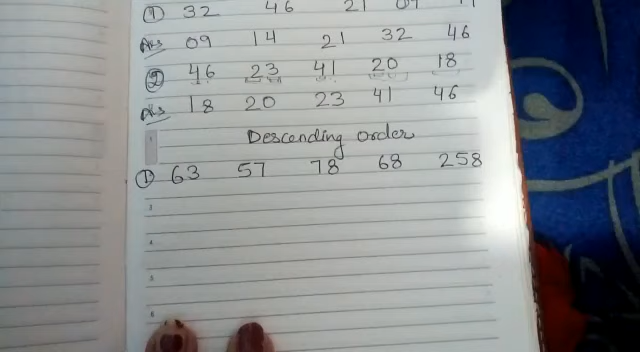 ① 32 46 21 09
Ans 09 14 21 32 46
② 46 23 41 20 18
Ans 18 20 23 41 46
Descending order
① 63 57 78 68 258